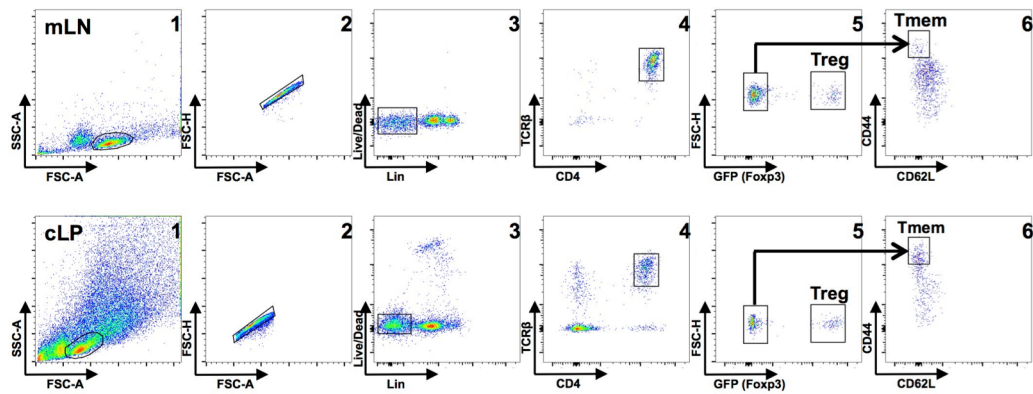 mLN
1
2
3
4
5
6
SSC-A
FSC-A
FSC-H
FSC-A
Live/Dead
Lin
TCRβ
CD4
FSC-H
GFP (Foxp3)
Treg
Tmem
CD44
CD62L
cLP
1
2
3
4
5
6
SSC-A
FSC-A
FSC-H
FSC-A
Live/Dead
Lin
TCRβ
CD4
FSC-H
GFP (Foxp3)
Treg
Tmem
CD44
CD62L